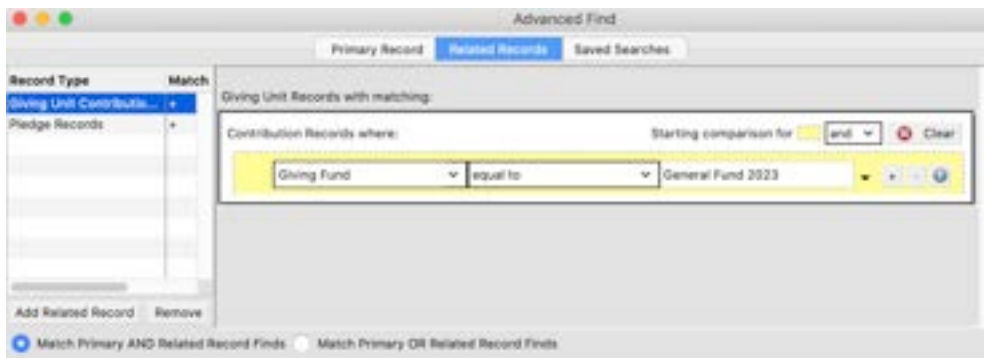 Advanced Find
Primary Record Related Records Saved Searches
Record Type Match
Giving Unit Contributio... +
Pledge Records +
Giving Unit Records with matching:
Contribution Records where: Starting comparison for and Clear
Giving Fund equal to General Fund 2023
Add Related Record Remove
Match Primary AND Related Record Finds Match Primary OR Related Record Finds